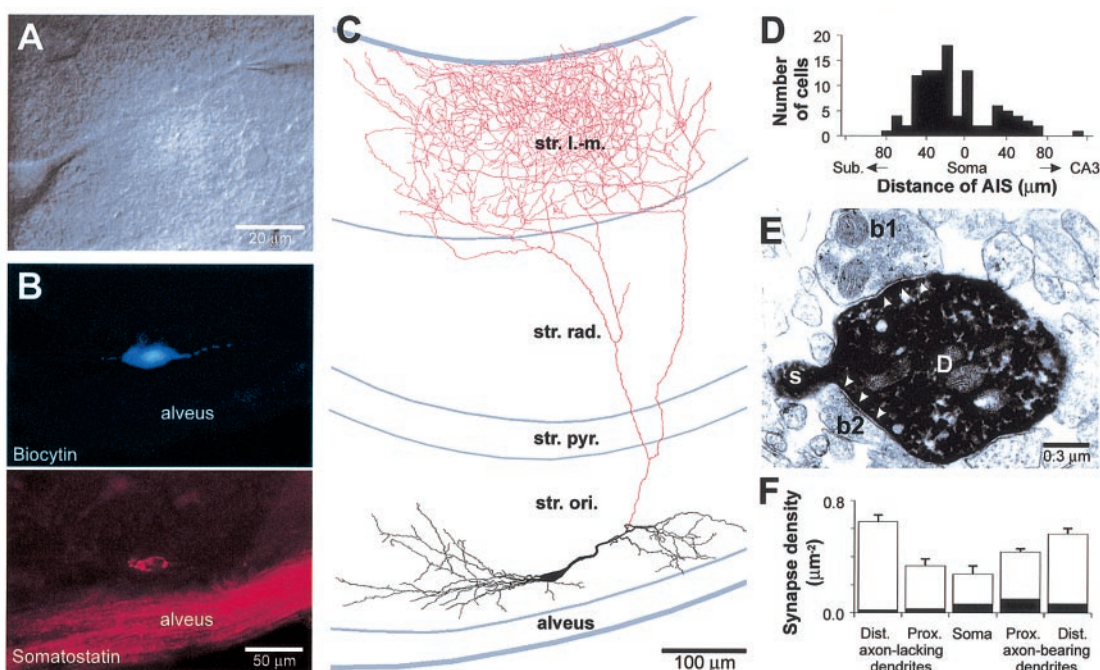 A
20 μm
B
alveus
Biocytin
alveus
Somatostatin
50 μm
C
str. l.-m.
str. rad.
str. pyr.
str. ori.
alveus
100 μm
D
Number
of cells
20
15
10
5
0
80 40 0 40 80
Sub. Soma CA3
Distance of AIS (μm)
E
b1
D
s
b2
0.3 μm
F
Synapse density
(μm-2)
0.8
0.0
Dist. Prox. Soma Prox. Dist.
axon-lacking axon-bearing
dendrites dendrites